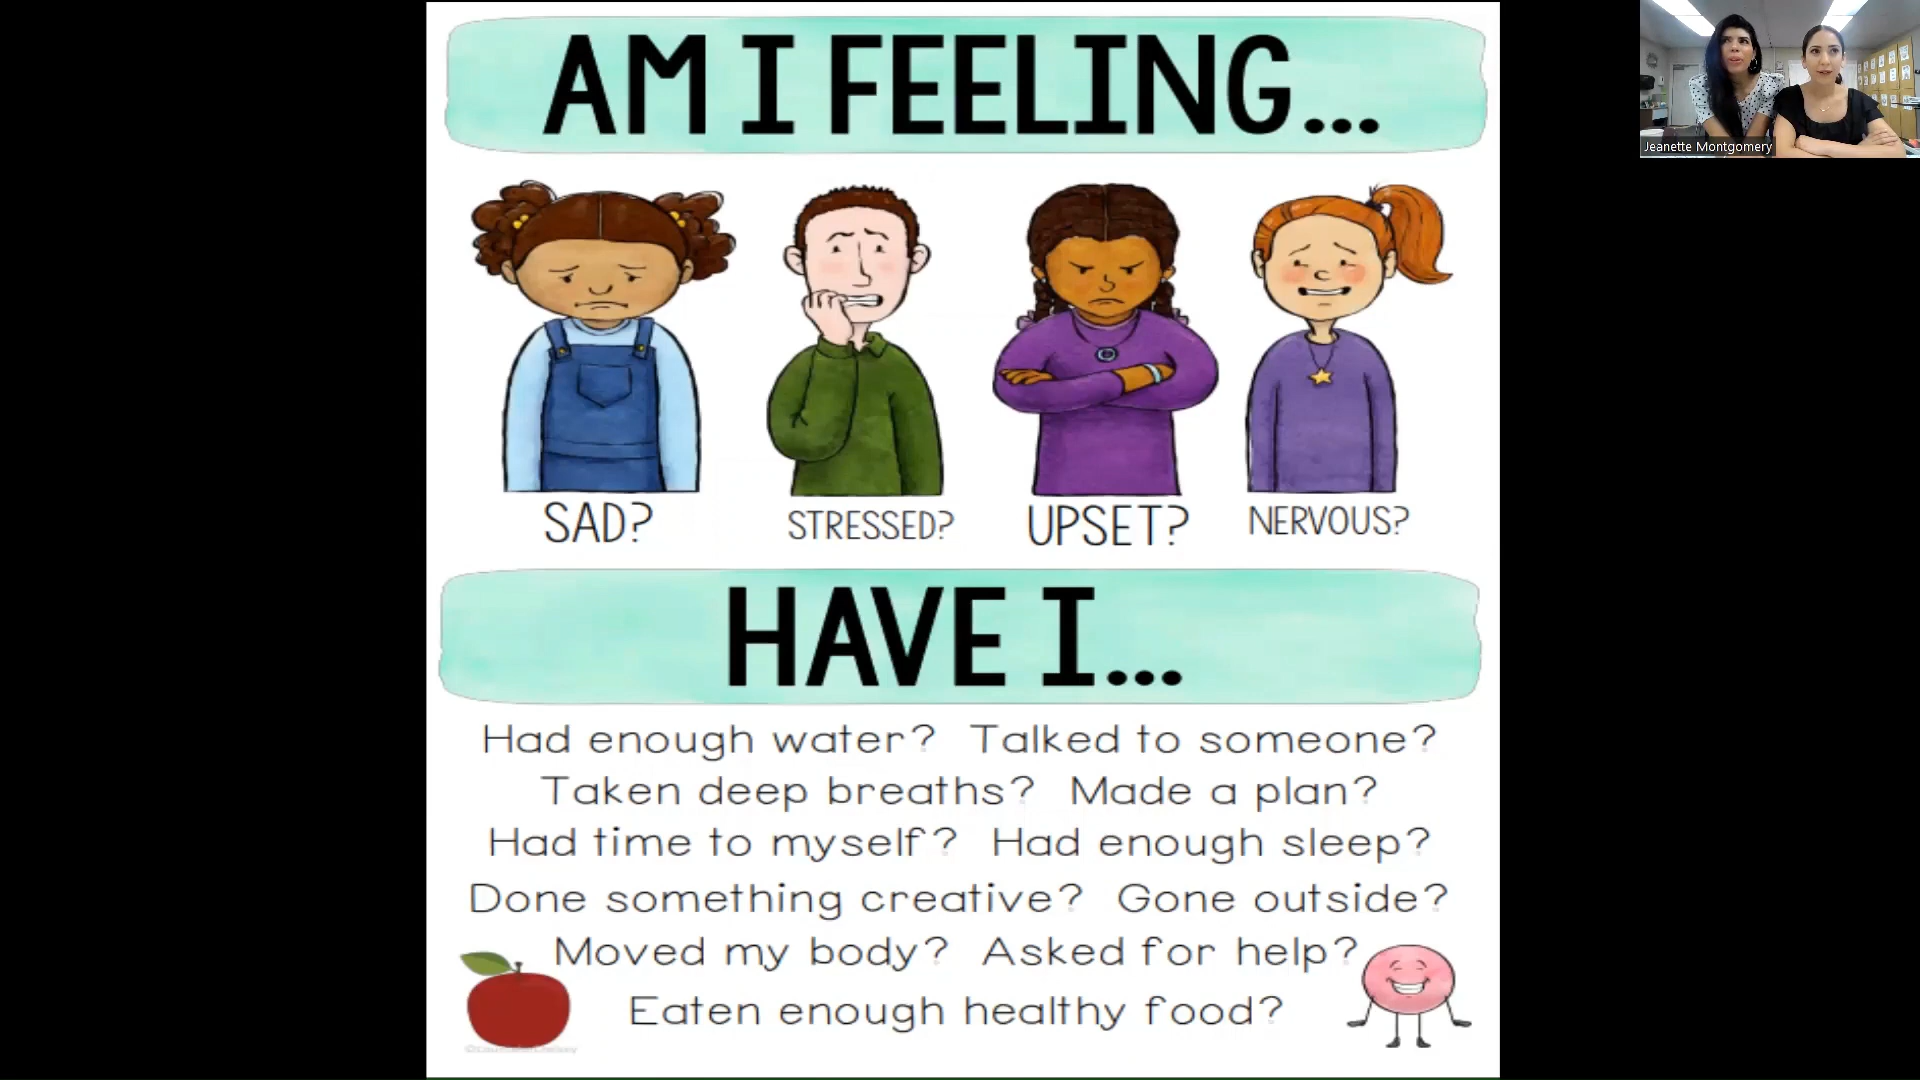 AM I FEELING...
SAD?
STRESSED?
UPSET?
NERVOUS?
HAVE I...
Had enough water? Talked to someone?
Taken deep breaths? Made a plan?
Had time to myself? Had enough sleep?
Done something creative? Gone outside?
Moved my body? Asked for help?
Eaten enough healthy food?
Jeanette Montgomery